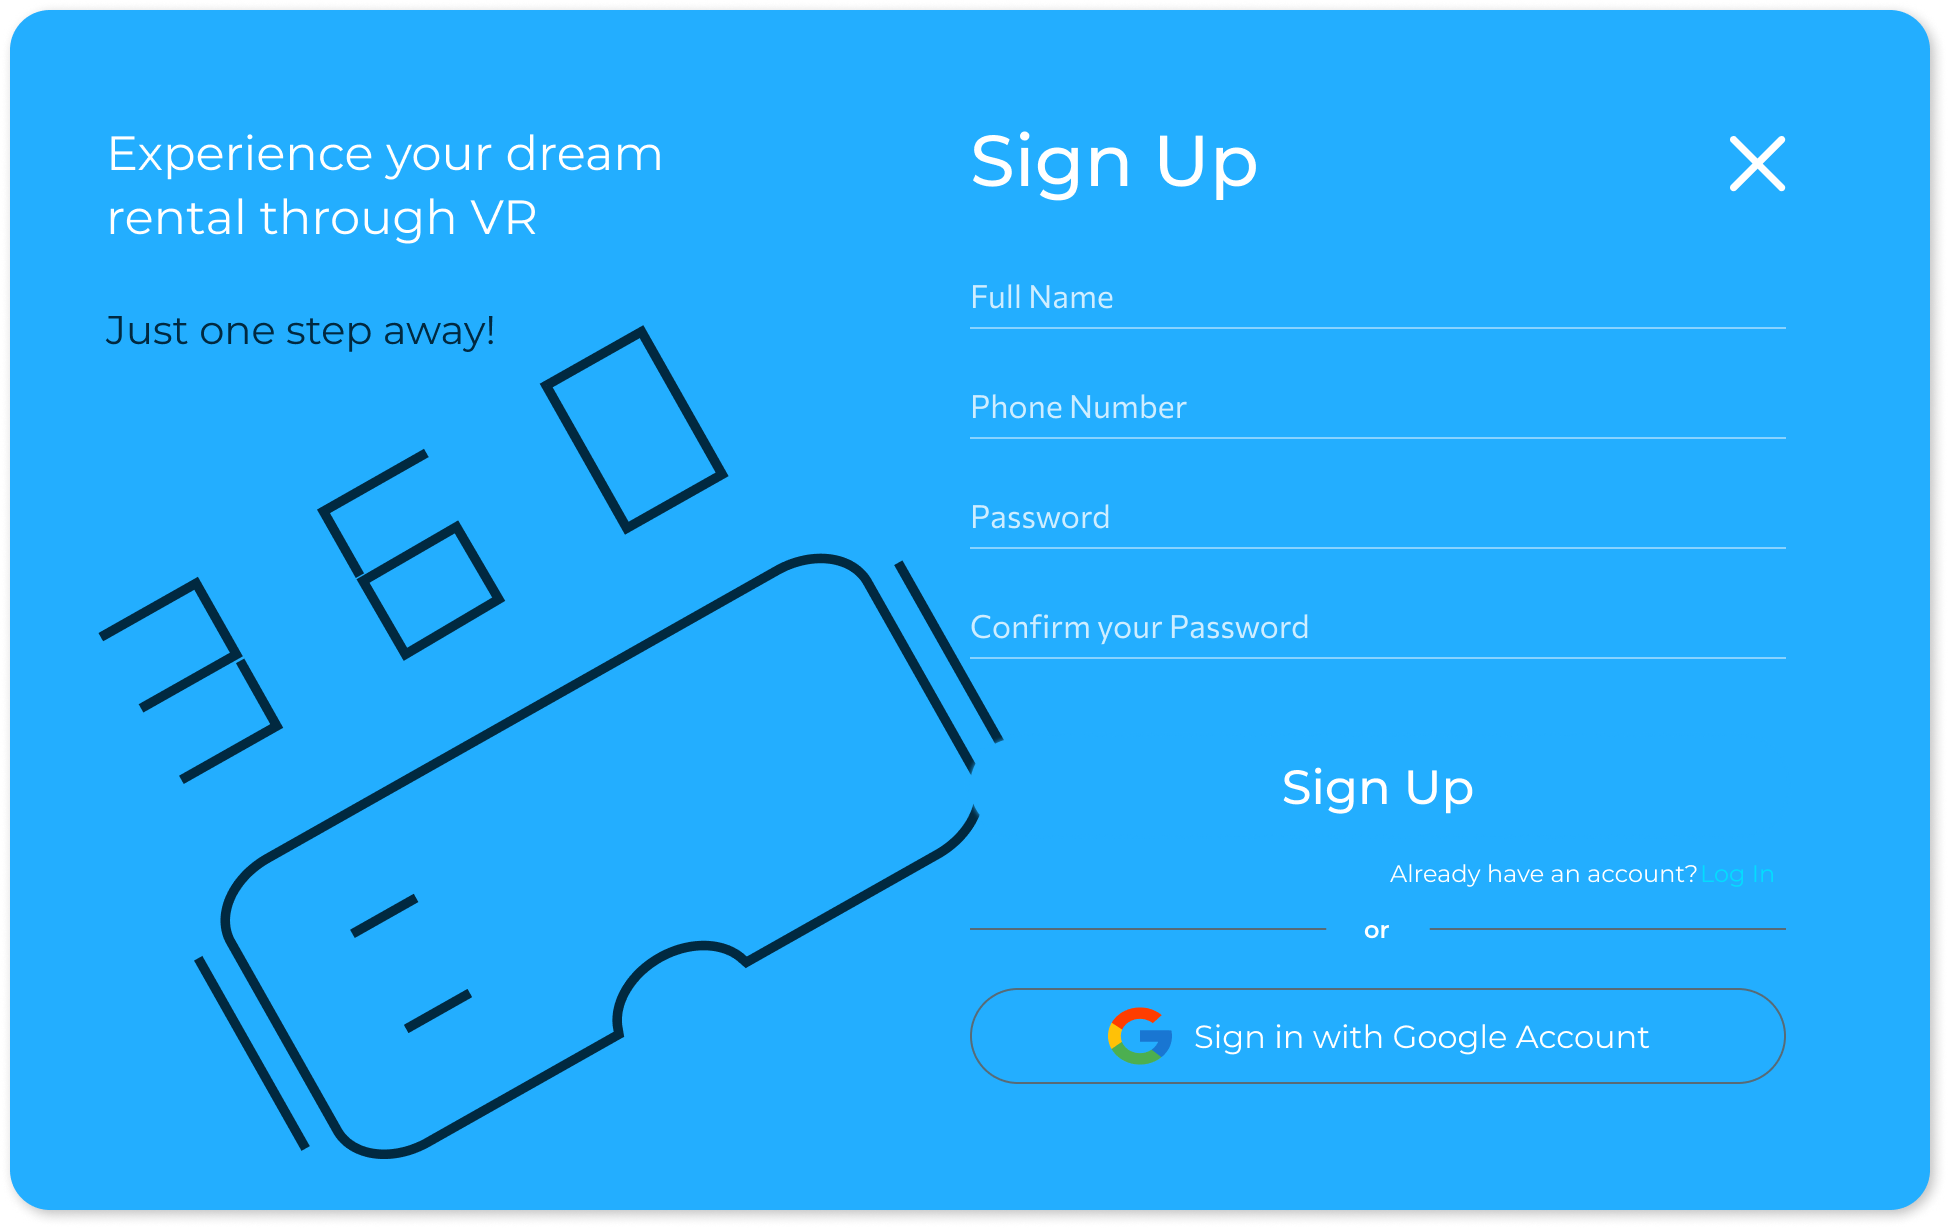 Experience your dream
rental through VR
Just one step away!
360
Sign Up
Full Name
Phone Number
Password
Confirm your Password
Sign Up
Already have an account? Log In
or
Sign in with Google Account